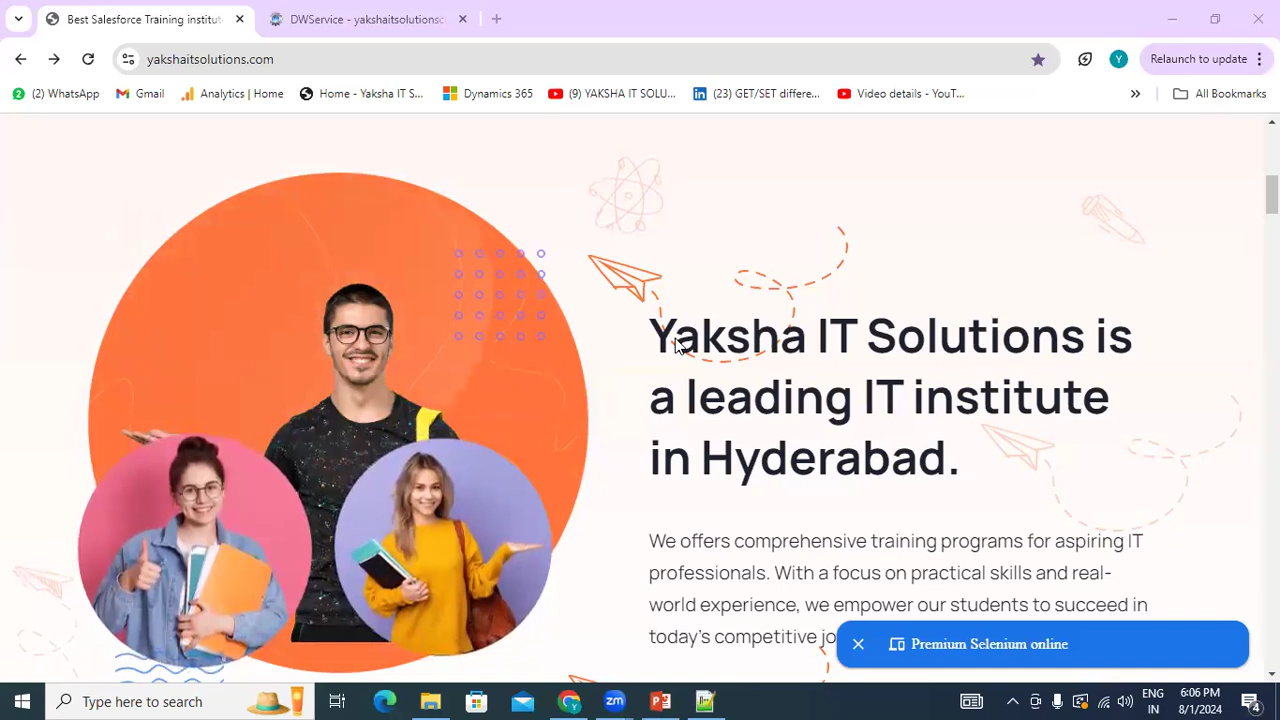 Best Salesforce Training institut
DWService - yakshaitsolutionsc
yakshaitsolutions.com
Y
Relaunch to update
(2) WhatsApp
Gmail
Analytics | Home
Home - Yaksha IT S...
Dynamics 365
(9) YAKSHA IT SOLU...
(23) GET/SET differe...
Video details - YouT...
All Bookmarks
Yaksha IT Solutions is
a leading IT institute
in Hyderabad.
We offers comprehensive training programs for aspiring IT
professionals. With a focus on practical skills and real-
world experience, we empower our students to succeed in
today's competitive jo
Premium Selenium online
Type here to search
ENG
IN
6:06 PM
8/1/2024
4